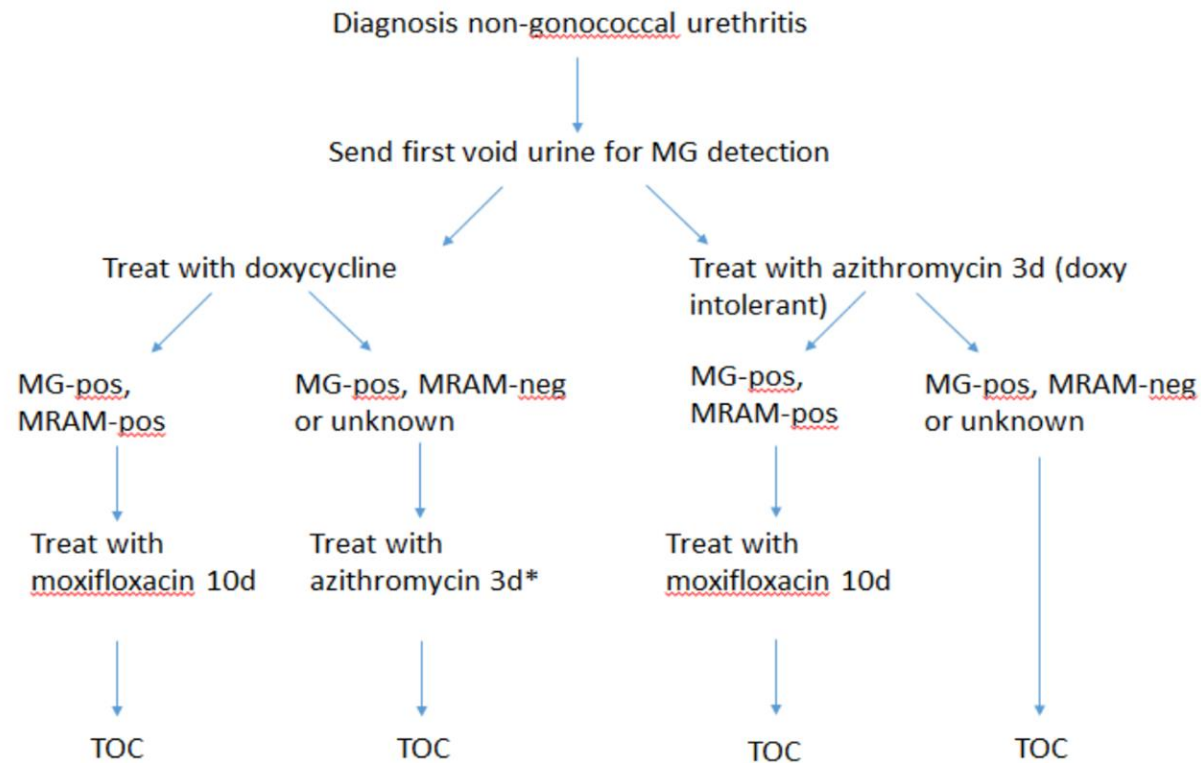 Diagnosis non-gonococcal urethritis
Send first void urine for MG detection
Treat with doxycycline
Treat with azithromycin 3d (doxy
intolerant)
MG-pos,
MRAM-pos
MG-pos, MRAM-neg
or unknown
MG-pos,
MRAM-pos
MG-pos, MRAM-neg
or unknown
Treat with
moxifloxacin 10d
Treat with
azithromycin 3d*
Treat with
moxifloxacin 10d
TOC
TOC
TOC
TOC